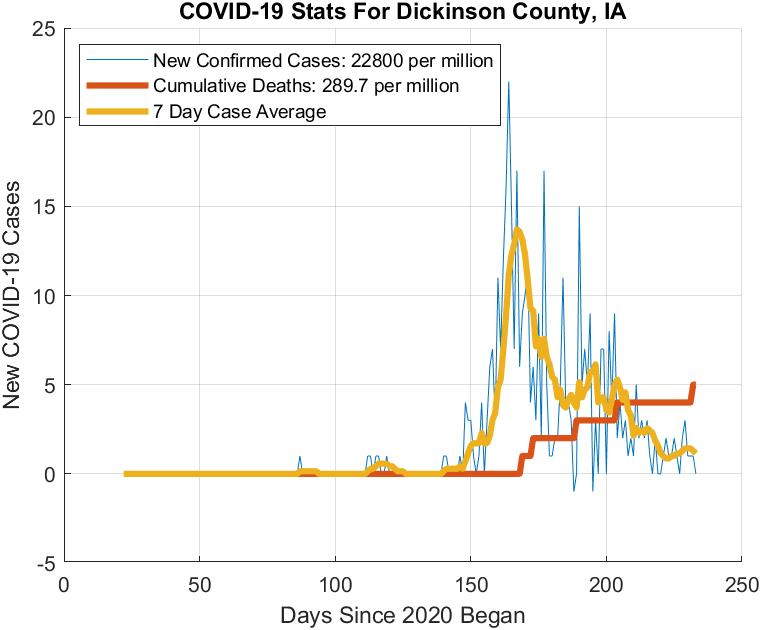 COVID-19 Stats For Dickinson County, IA
25
New Confirmed Cases: 22800 per million
Cumulative Deaths: 289.7 per million
7 Day Case Average
20
15
10
5
0
-5
New COVID-19 Cases
0 50 100 150 200 250
Days Since 2020 Began